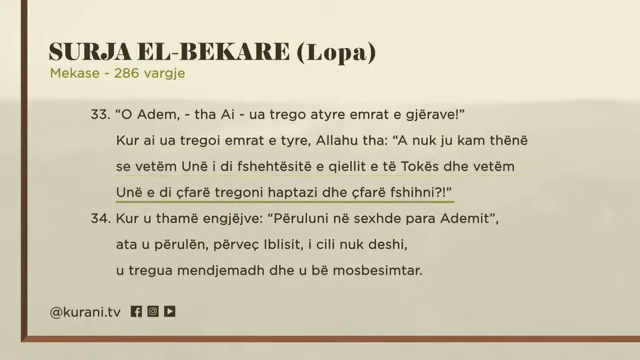 SURJA EL-BEKARE (Lopa)
Mekase - 286 vargje
33. “O Adem, - tha Ai - ua trego atyre emrat e gjërave!”
Kur ai ua tregoi emrat e tyre, Allahu tha: “A nuk ju kam thënë
se vetëm Unë i di fshehtësitë e qiellit e të Tokës dhe vetëm
Unë e di çfarë tregoni haptazi dhe çfarë fshihni?!”
34. Kur u thamë engjëjve: “Përuluni në sexhde para Ademit”,
ata u përulën, përveç Iblisit, i cili nuk deshi,
u tregua mendjemadh dhe u bë mosbesimtar.
@kurani.tv